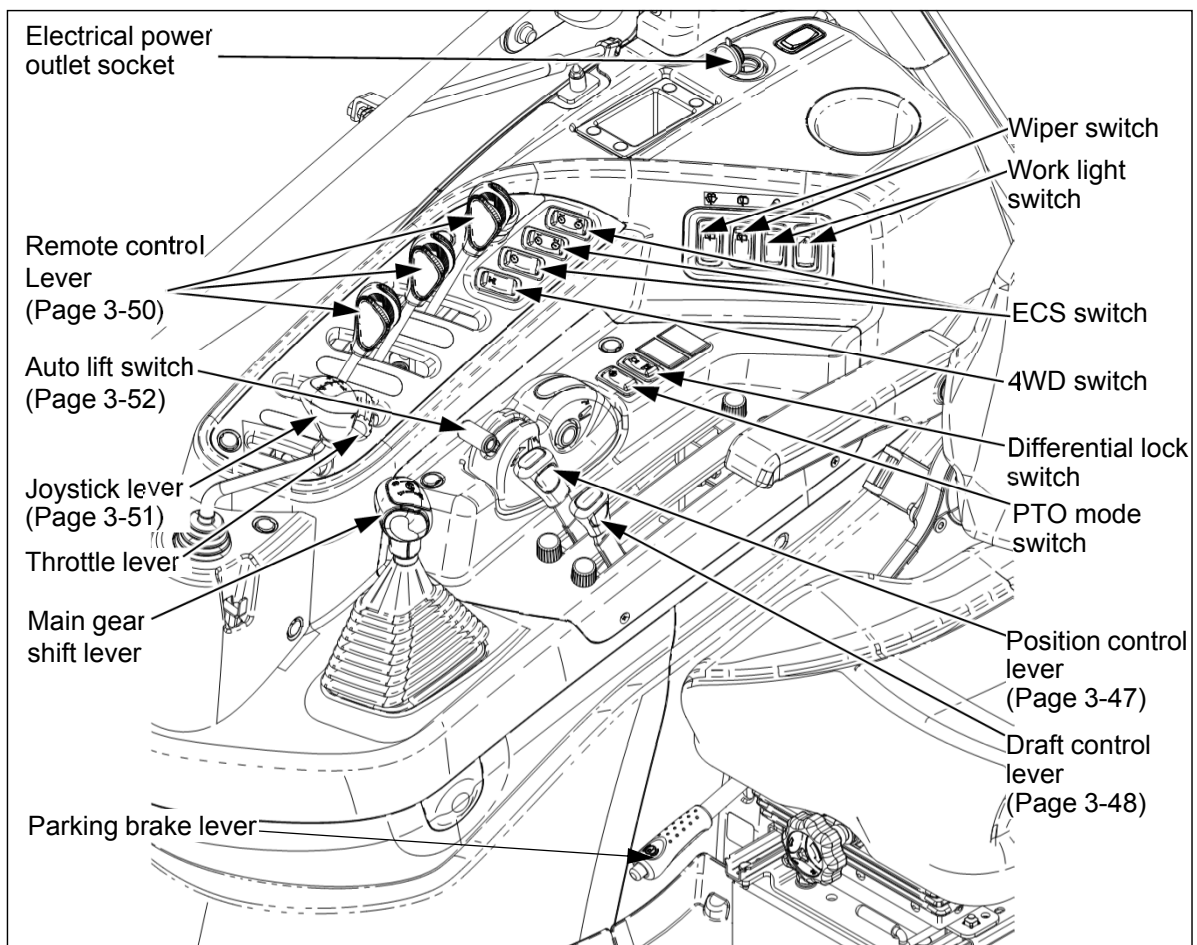 Electrical power
outlet socket
Remote control
Lever
(Page 3-50)
Auto lift switch
(Page 3-52)
Joystick lever
(Page 3-51)
Throttle lever
Main gear
shift lever
Parking brake lever
Wiper switch
Work light
switch
ECS switch
4WD switch
Differential lock
switch
PTO mode
switch
Position control
lever
(Page 3-47)
Draft control
lever
(Page 3-48)